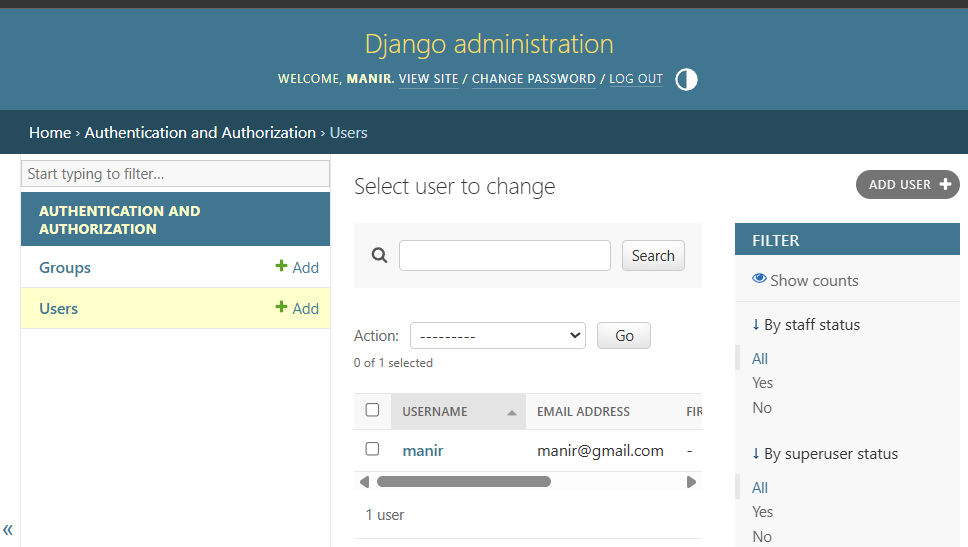 Django administration
WELCOME, MANIR. VIEW SITE / CHANGE PASSWORD / LOG OUT
Home › Authentication and Authorization › Users
Start typing to filter...
AUTHENTICATION AND
AUTHORIZATION
Groups + Add
Users + Add
«
Select user to change
ADD USER +
Search
Action: --------- Go
0 of 1 selected
USERNAME EMAIL ADDRESS FIR
manir manir@gmail.com -
1 user
FILTER
Show counts
↓ By staff status
All
Yes
No
↓ By superuser status
All
Yes
No